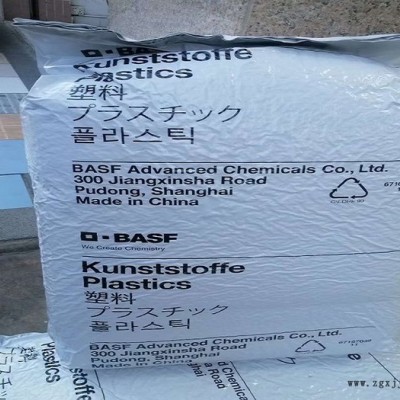 BASF
Kunststoffe
Plastics
塑料
プラスチック
플라스틱
BASF Advanced Chemicals Co., Ltd.
300 Jiangxinsha Road
Pudong, Shanghai
Made in China
BASF
We Create Chemistry
Kunststoffe
Plastics
塑料
プラスチック
플라스틱
BASF Advanced Chemicals Co., Ltd.
300 Jiangxinsha Road
Pudong, Shanghai
Made in China